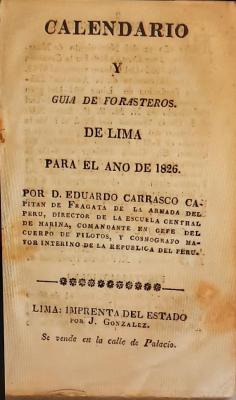 CALENDARIO
Y
GUIA DE FORASTEROS.
DE LIMA
PARA EL ANO DE 1826.
POR D. EDUARDO CARRASCO CA-
PITAN DE FRAGATA DE LA ARMADA DEL
PERU, DIRECTOR DE LA ESCUELA CENTRAL
DE MARINA, COMANDANTE EN GEFE DEL
CUERPO DE PILOTOS, Y COSMOGRAFO MA-
YOR INTERINO DE LA REPUBLICA DEL PERU.
LIMA: IMPRENTA DEL ESTADO
POR J. GONZALEZ.
Se vende en la calle de Palacio.